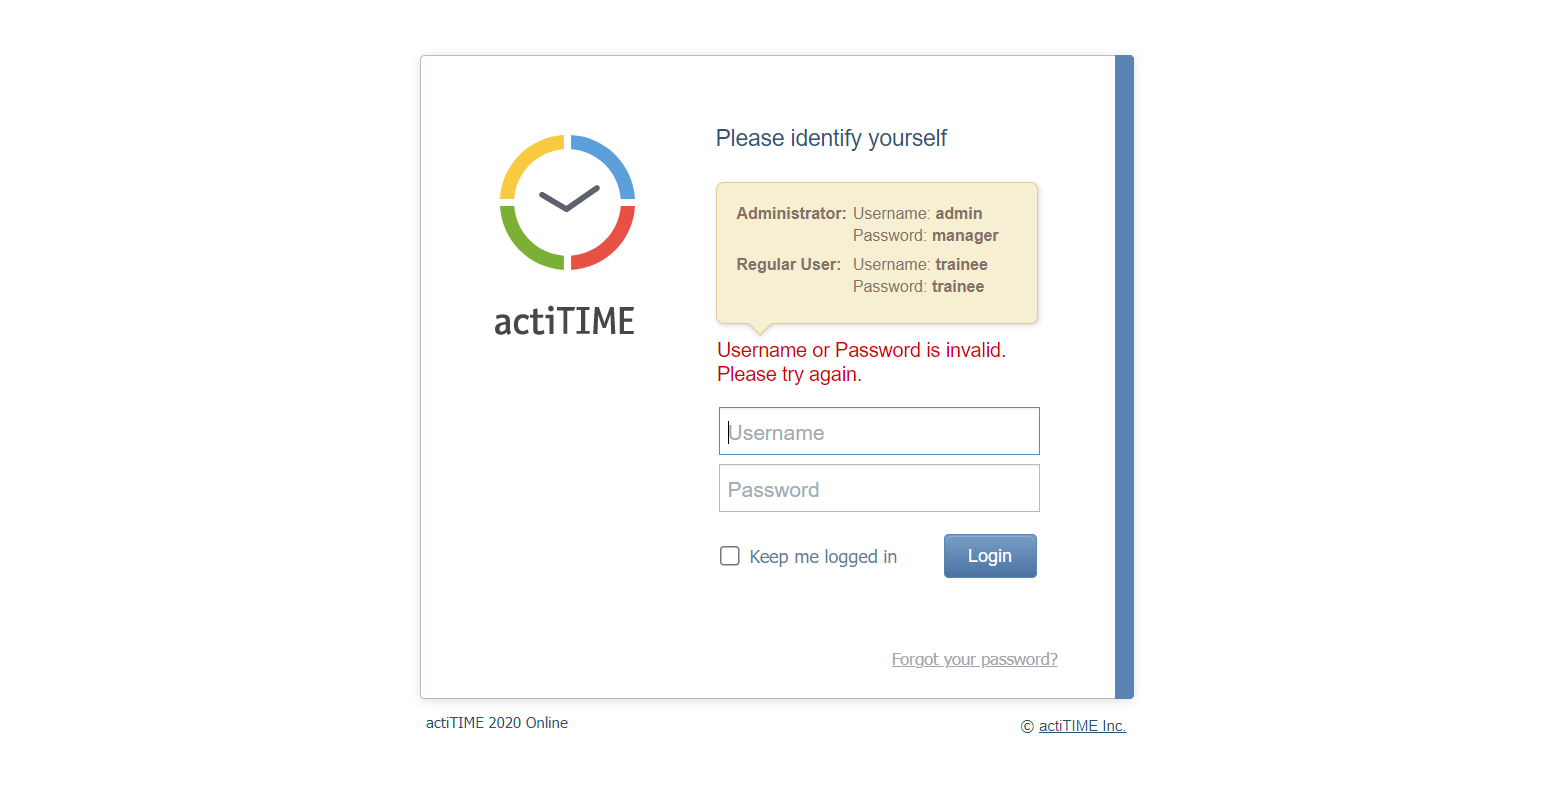 actiTIME
Please identify yourself
Administrator: Username: admin
Password: manager
Regular User: Username: trainee
Password: trainee
Username or Password is invalid.
Please try again.
Username
Password
Keep me logged in
Login
Forgot your password?
actiTIME 2020 Online
© actiTIME Inc.